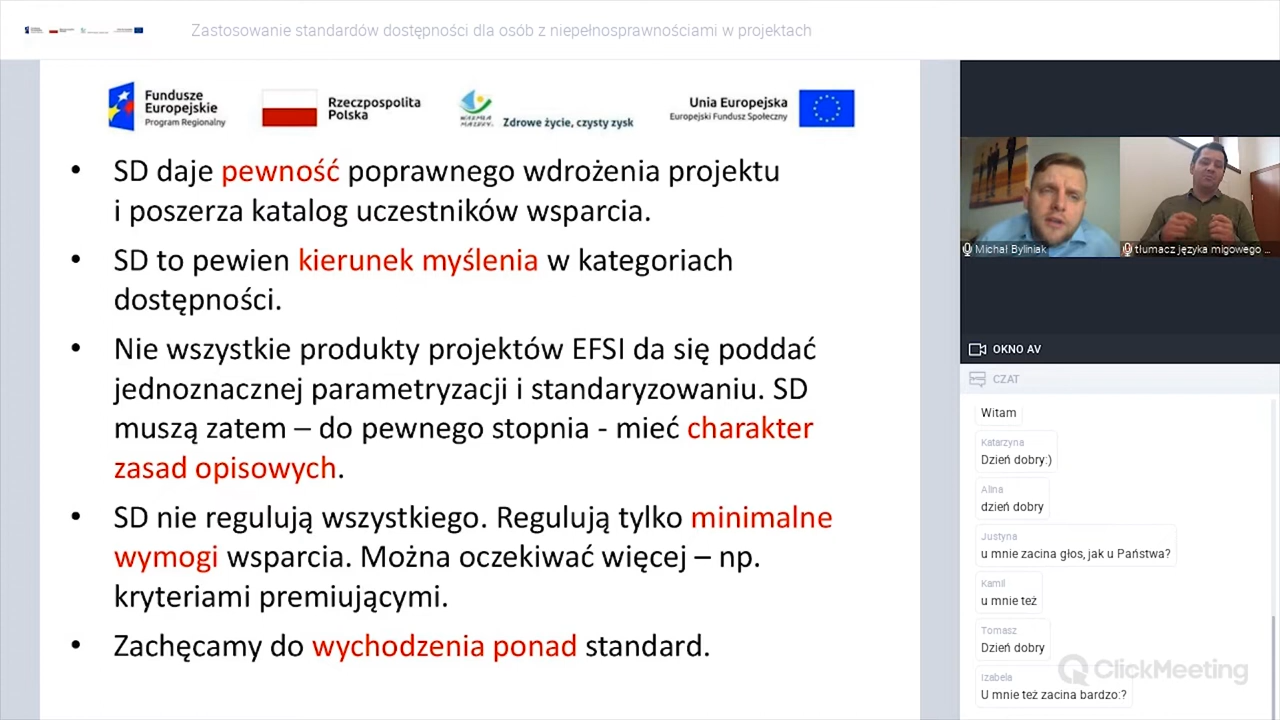 Zastosowanie standardów dostępności dla osób z niepełnosprawnościami w projektach
Fundusze
Europejskie
Program Regionalny
Rzeczpospolita
Polska
WARMIA
MAZURY
Zdrowe życie, czysty zysk
Unia Europejska
Europejski Fundusz Społeczny
• SD daje pewność poprawnego wdrożenia projektu
i poszerza katalog uczestników wsparcia.
• SD to pewien kierunek myślenia w kategoriach
dostępności.
• Nie wszystkie produkty projektów EFSI da się poddać
jednoznacznej parametryzacji i standaryzowaniu. SD
muszą zatem – do pewnego stopnia - mieć charakter
zasad opisowych.
• SD nie regulują wszystkiego. Regulują tylko minimalne
wymogi wsparcia. Można oczekiwać więcej – np.
kryteriami premiującymi.
• Zachęcamy do wychodzenia ponad standard.
Michał Byliniak
tłumacz języka migowego ...
OKNO AV
CZAT
Witam
Katarzyna
Dzień dobry:)
Alina
dzień dobry
Justyna
u mnie zacina głos, jak u Państwa?
Kamil
u mnie też
Tomasz
Dzień dobry
Izabela
U mnie też zacina bardzo:?
ClickMeeting